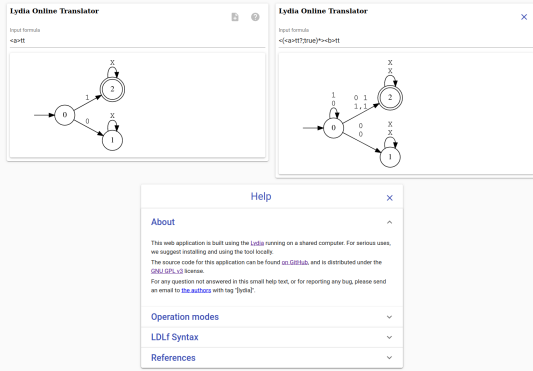 Lydia Online Translator
Input formula
<a>tt
X
2
1
0
0
X
1
Lydia Online Translator
Input formula
<(<a>tt?;true)*><b>tt
X
X
1
0
0 1
1,1
2
0
0
0
X
X
1
Help
About
This web application is built using the Lydia running on a shared computer. For serious uses,
we suggest installing and using the tool locally.
The source code for this application can be found on GitHub, and is distributed under the
GNU GPL v3 license.
For any question not answered in this small help text, or for reporting any bug, please send
an email to the authors with tag "[lydia]".
Operation modes
LDLf Syntax
References